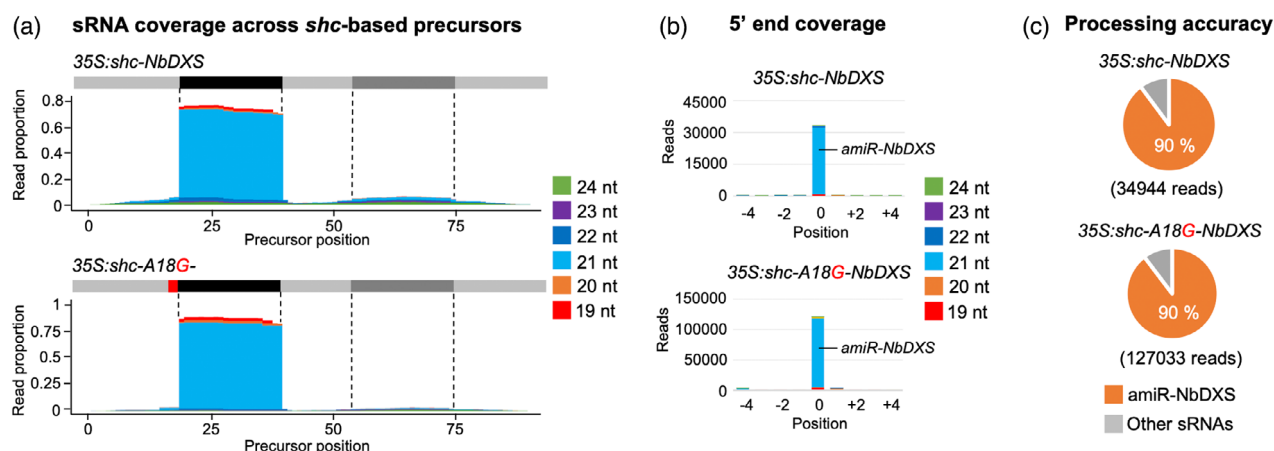 (a) sRNA coverage across shc-based precursors
35S:shc-NbDXS
Read proportion
0.8
0.6
0.4
0.2
0
0 25 50 75
Precursor position
24 nt
23 nt
22 nt
21 nt
20 nt
19 nt
35S:shc-A18G-
Read proportion
1
0.75
0.5
0.25
0
0 25 50 75
Precursor position
(b) 5’ end coverage
35S:shc-NbDXS
Reads
45000
30000
15000
0
amiR-NbDXS
-4 -2 0 +2 +4
Position
24 nt
23 nt
22 nt
21 nt
20 nt
19 nt
35S:shc-A18G-NbDXS
Reads
150000
100000
50000
0
amiR-NbDXS
-4 -2 0 +2 +4
Position
(c) Processing accuracy
35S:shc-NbDXS
90 %
(34944 reads)
35S:shc-A18G-NbDXS
90 %
(127033 reads)
amiR-NbDXS
Other sRNAs